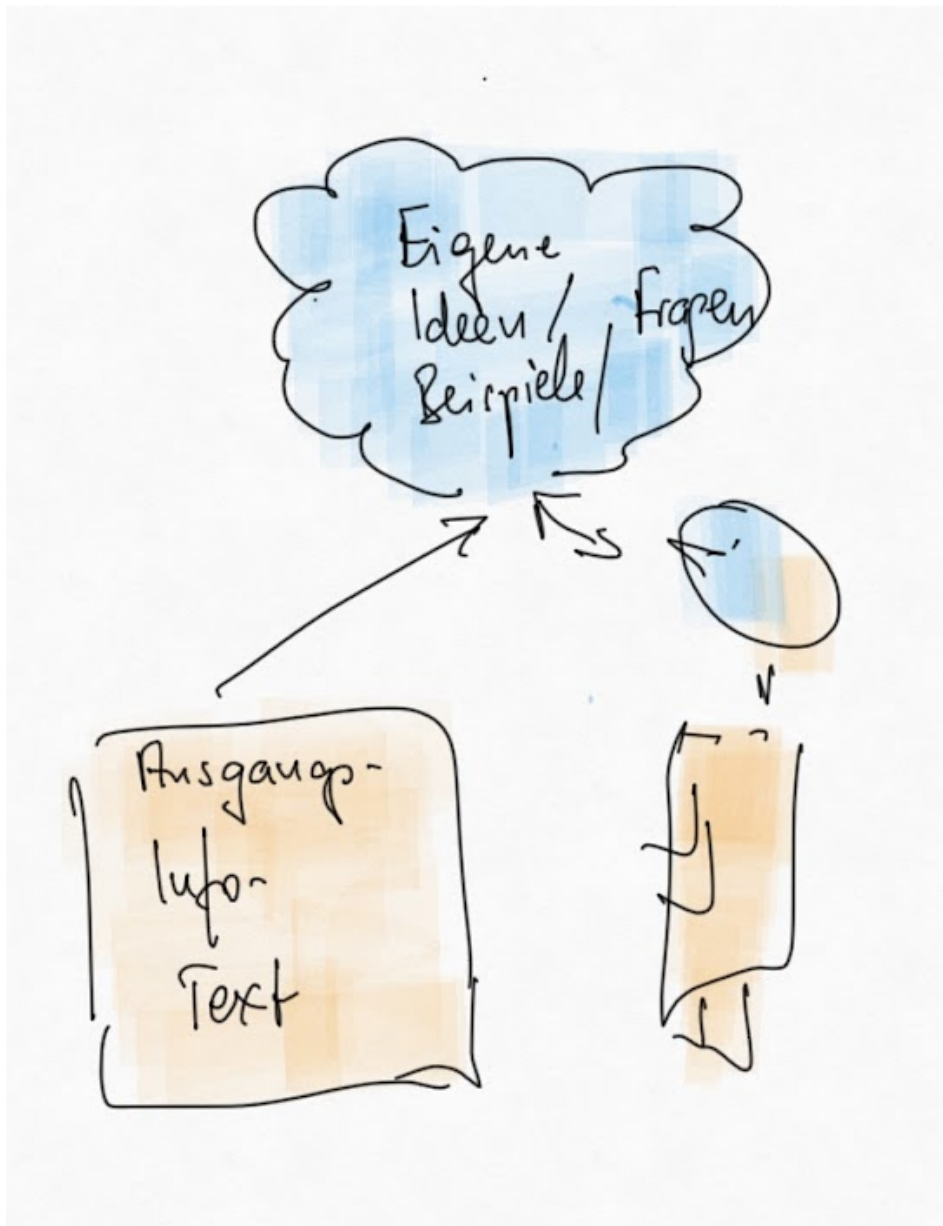 Eigene
Ideen / Fragen
Beispiele /
Ausgangs-
Info-
Text